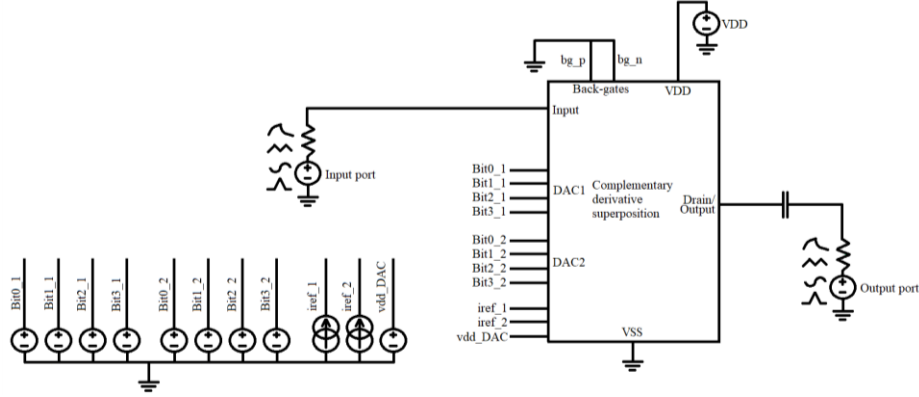 VDD
bg_p
bg_n
Back-gates
VDD
Input
Input port
Bit0_1
Bit1_1
Bit2_1
Bit3_1
DAC1
Complementary
derivative
superposition
Drain/
Output
Bit0_2
Bit1_2
Bit2_2
Bit3_2
DAC2
iref_1
iref_2
vdd_DAC
VSS
Output port
Bit0_1
Bit1_1
Bit2_1
Bit3_1
Bit0_2
Bit1_2
Bit2_2
Bit3_2
iref_1
iref_2
vdd_DAC